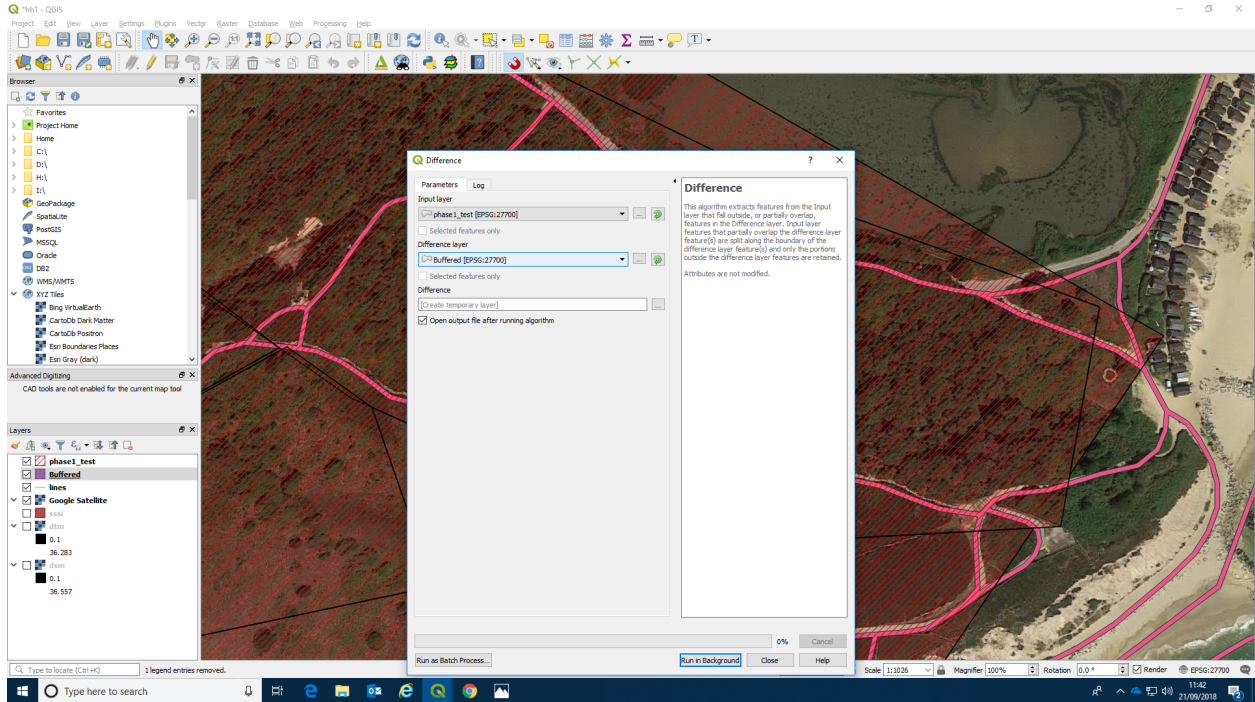 *hh1 - QGIS
Project Edit View Layer Settings Plugins Vector Raster Database Web Processing Help
Browser
Favorites
Project Home
Home
C:\
D:\
H:\
I:\
GeoPackage
SpatiaLite
PostGIS
MSSQL
Oracle
DB2
WMS/WMTS
XYZ Tiles
Bing VirtualEarth
CartoDb Dark Matter
CartoDb Positron
Esri Boundaries Places
Esri Gray (dark)
Advanced Digitizing
CAD tools are not enabled for the current map tool
Layers
phase1_test
Buffered
lines
Google Satellite
sssi
dtm
0.1
36.283
dsm
0.1
36.557
Difference
Parameters Log
Input layer
phase1_test [EPSG:27700]
Selected features only
Difference layer
Buffered [EPSG:27700]
Selected features only
Difference
[Create temporary layer]
Open output file after running algorithm
Difference
This algorithm extracts features from the Input
layer that fall outside, or partially overlap,
features in the Difference layer. Input layer
features that partially overlap the difference layer
feature(s) are split along the boundary of the
difference layer feature(s) and only the portions
outside the difference layer features are retained.
Attributes are not modified.
0% Cancel
Run as Batch Process... Run in Background Close Help
Type to locate (Ctrl+K) 1 legend entries removed. Scale 1:1026 Magnifier 100% Rotation 0.0 ° Render EPSG:27700
Type here to search
11:42
21/09/2018
2